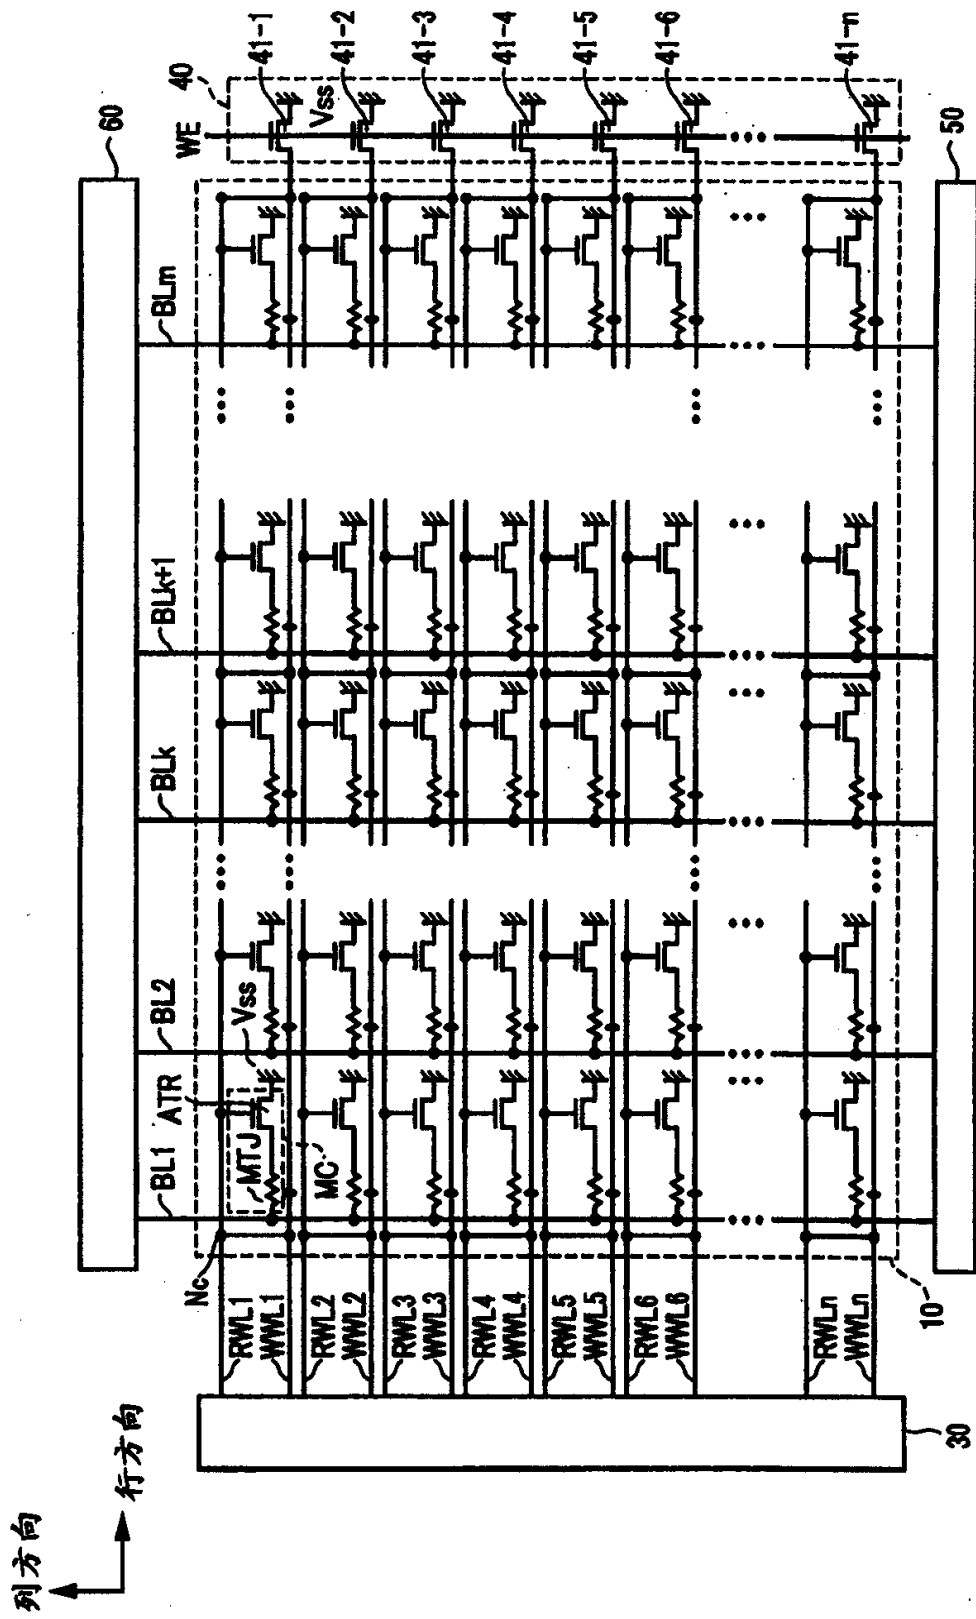 列方向
行方向
60
WE
40
41-1
41-2
41-3
41-4
41-5
41-6
41-n
Vss
50
BLm
BLk+1
BLk
BL2
BL1
ATR
Vss
MTJ
MC
Nc
RWL1
WWL1
RWL2
WWL2
RWL3
WWL3
RWL4
WWL4
RWL5
WWL5
RWL6
WWL6
RWLn
WWLn
10
30